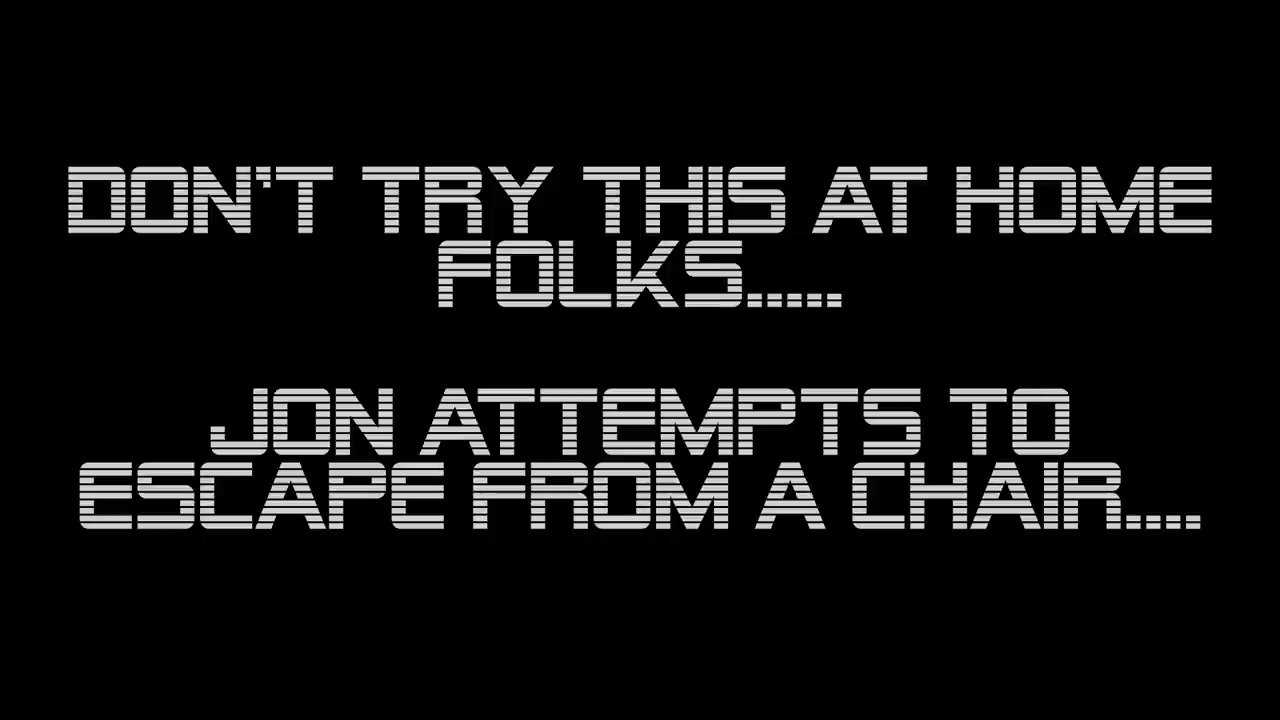 DON'T TRY THIS AT HOME
FOLKS.....
JON ATTEMPTS TO
ESCAPE FROM A CHAIR....